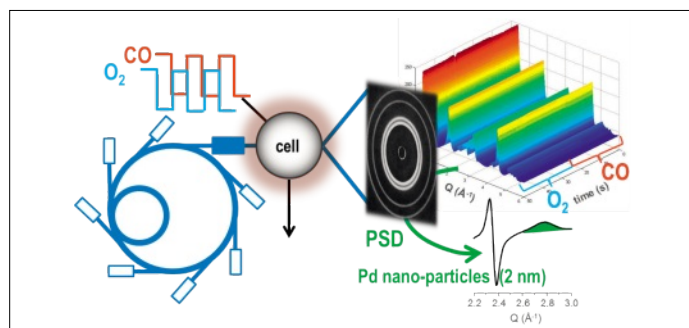 CO
O2
cell
PSD
Pd nano-particles (2 nm)
Q (Å-1)
time (s)
O2
CO
2.2 2.4 2.6 2.8 3.0
Q (Å-1)